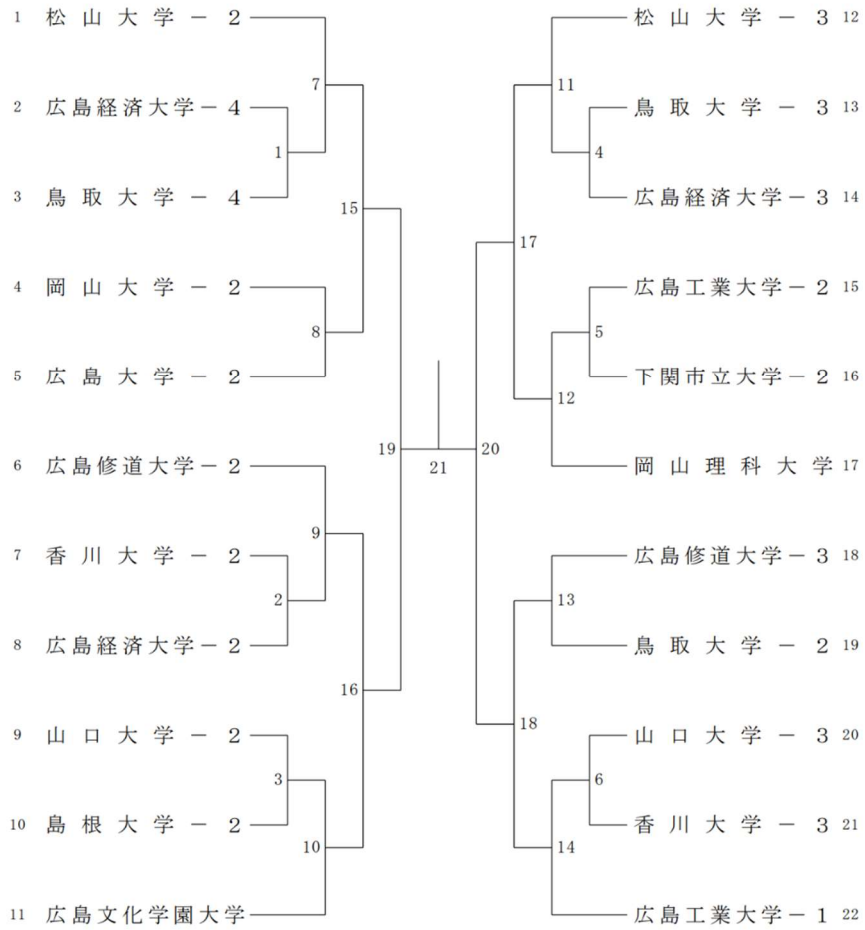 1 松山大学－2
7
2 広島経済大学－4
1
3 鳥取大学－4
15
4 岡山大学－2
8
5 広島大学－2
19
6 広島修道大学－2
9
7 香川大学－2
2
8 広島経済大学－2
16
9 山口大学－2
3
10 島根大学－2
10
11 広島文化学園大学
21
松山大学－3 12
11
鳥取大学－3 13
4
広島経済大学－3 14
17
広島工業大学－2 15
5
下関市立大学－2 16
12
20
岡山理科大学 17
広島修道大学－3 18
13
鳥取大学－2 19
18
山口大学－3 20
6
香川大学－3 21
14
広島工業大学－1 22